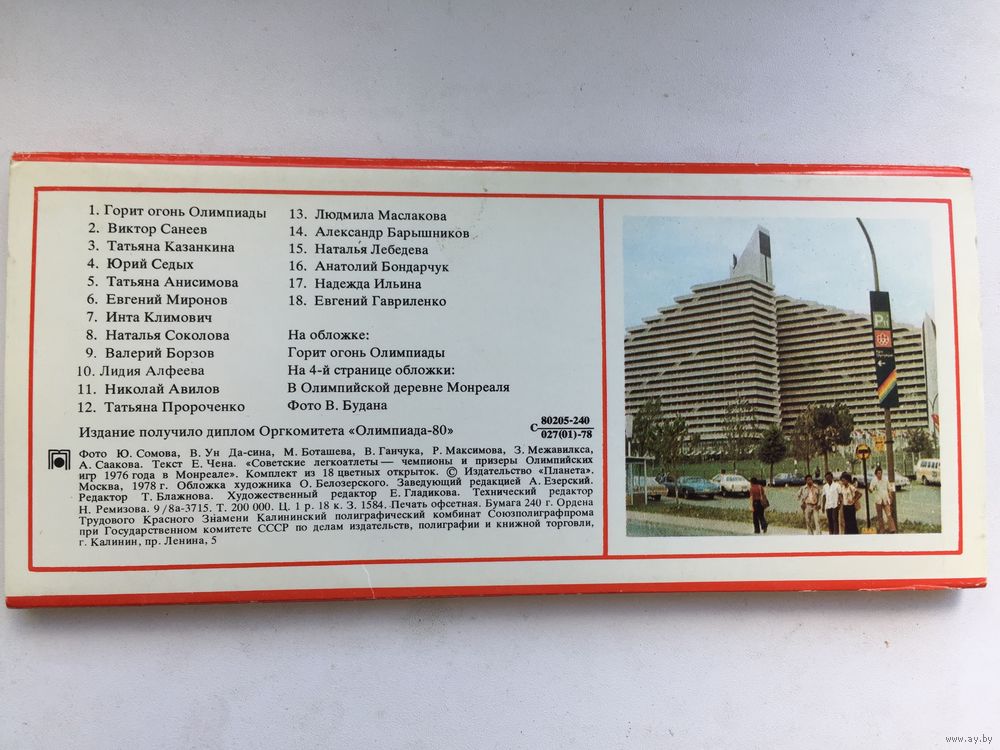 1. Горит огонь Олимпиады
2. Виктор Санеев
3. Татьяна Казанкина
4. Юрий Седых
5. Татьяна Анисимова
6. Евгений Миронов
7. Инта Климович
8. Наталья Соколова
9. Валерий Борзов
10. Лидия Алфеева
11. Николай Авилов
12. Татьяна Пророченко
13. Людмила Маслакова
14. Александр Барышников
15. Наталья Лебедева
16. Анатолий Бондарчук
17. Надежда Ильина
18. Евгений Гавриленко
На обложке:
Горит огонь Олимпиады
На 4-й странице обложки:
В Олимпийской деревне Монреаля
Фото В. Будана
Издание получило диплом Оргкомитета «Олимпиада-80»
С 80205-240
027(01)-78
Фото Ю. Сомова, В. Ун Да-сина, М. Боташева, В. Ганчука, Р. Максимова, З. Межавилкса,
А. Саакова. Текст Е. Чена. «Советские легкоатлеты — чемпионы и призеры Олимпийских
игр 1976 года в Монреале». Комплект из 18 цветных открыток. © Издательство «Планета».
Москва, 1978 г. Обложка художника О. Белозерского. Заведующий редакцией А. Езерский.
Редактор Т. Блажнова. Художественный редактор Е. Гладикова. Технический редактор
Н. Ремизова. 9/8а-3715. Т. 200 000. Ц. 1 р. 18 к. З. 1584. Печать офсетная. Бумага 240 г. Ордена
Трудового Красного Знамени Калининский полиграфический комбинат Союзполиграфпрома
при Государственном комитете СССР по делам издательств, полиграфии и книжной торговли,
г. Калинин, пр. Ленина, 5
www.ay.by